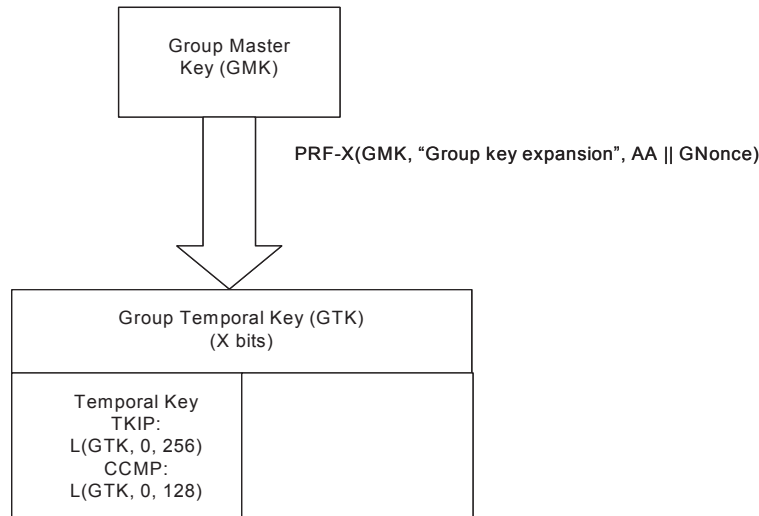 Group Master
Key (GMK)
PRF-X(GMK, “Group key expansion”, AA || GNonce)
Group Temporal Key (GTK)
(X bits)
Temporal Key
TKIP:
L(GTK, 0, 256)
CCMP:
L(GTK, 0, 128)